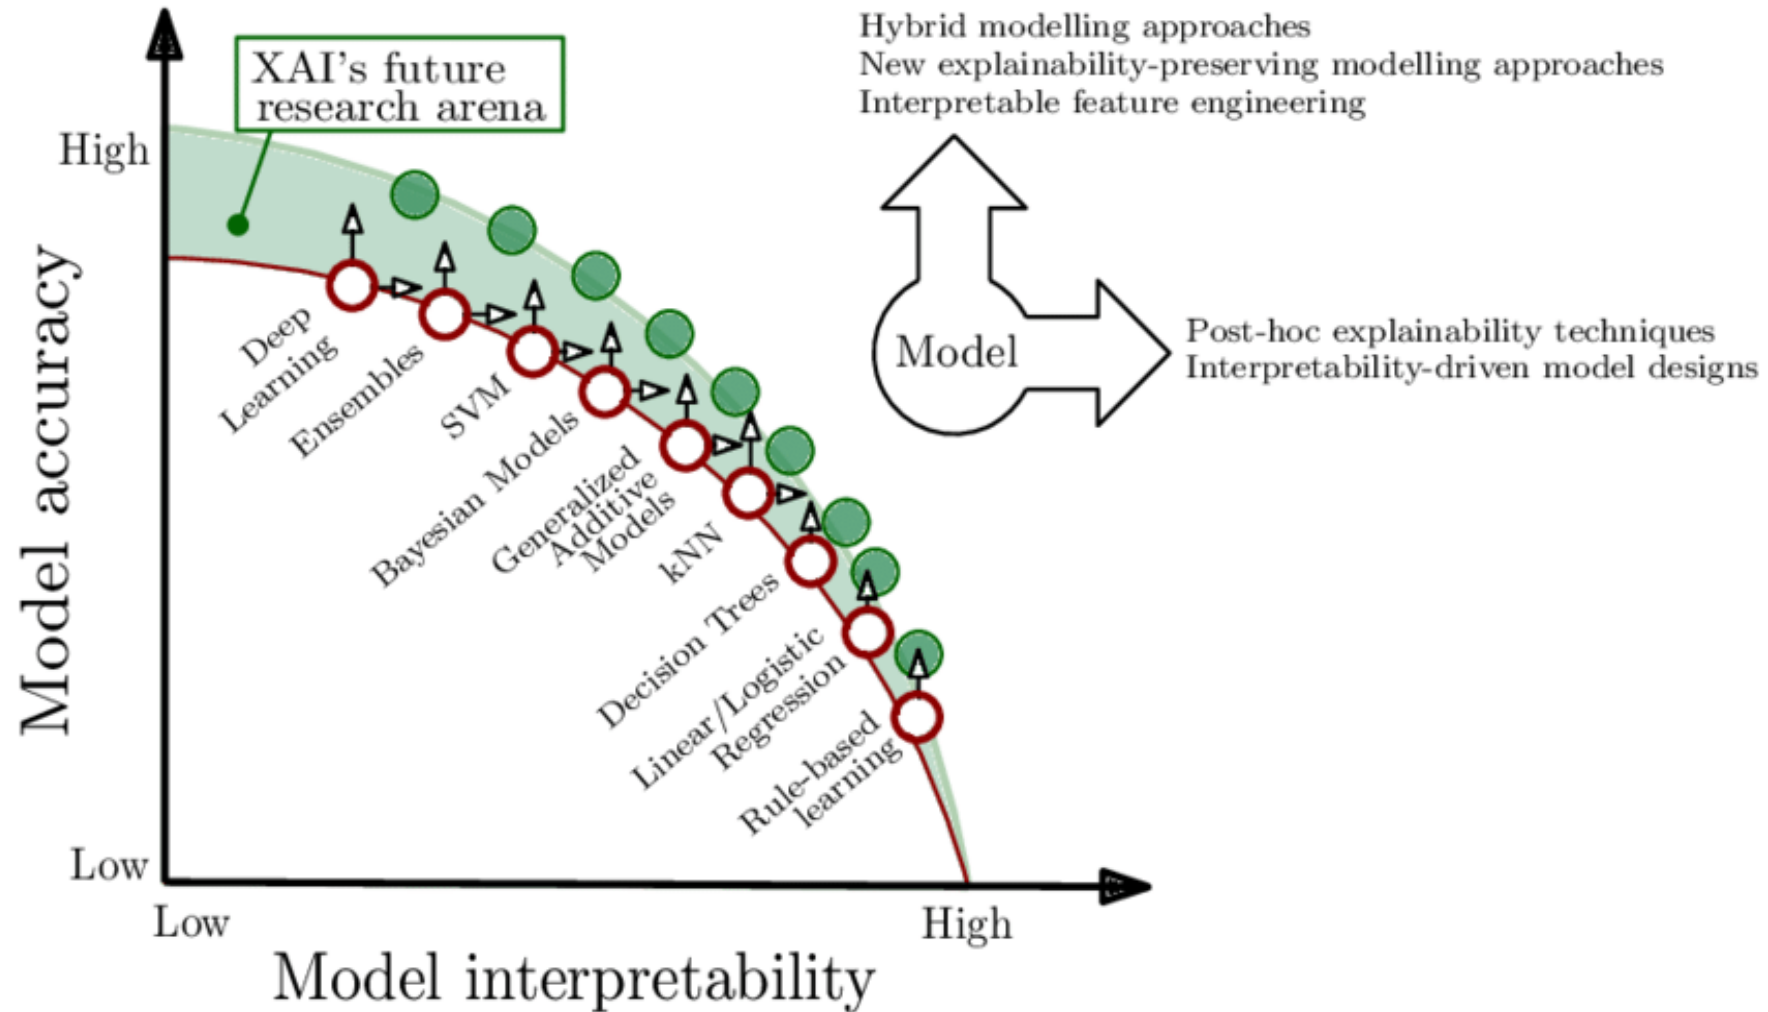 XAI's future
research arena
Hybrid modelling approaches
New explainability-preserving modelling approaches
Interpretable feature engineering
High
Model accuracy
Deep
Learning
Ensembles
SVM
Bayesian Models
Generalized
Additive
Models
kNN
Decision Trees
Linear/Logistic
Regression
Rule-based
learning
Model
Post-hoc explainability techniques
Interpretability-driven model designs
Low
Low
High
Model interpretability